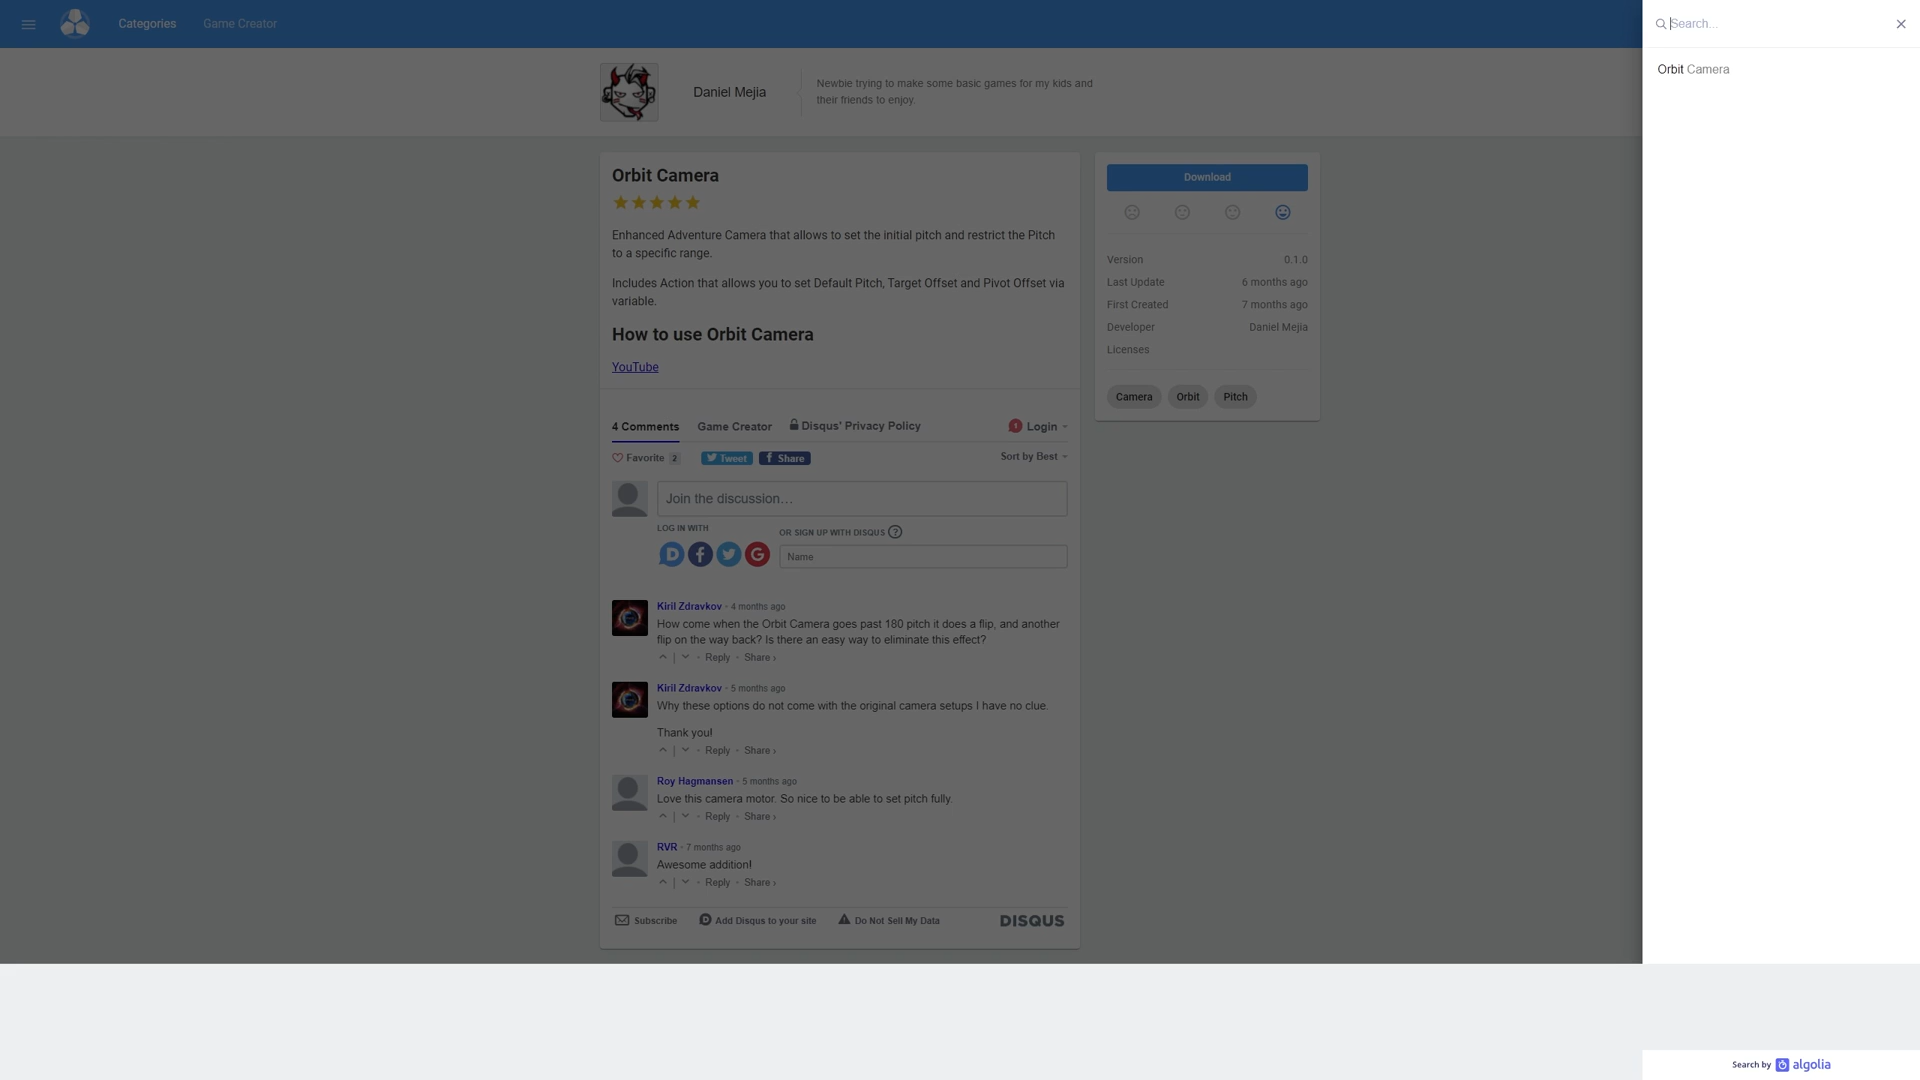 Categories
Game Creator
Search...
Orbit Camera
Daniel Mejia
Newbie trying to make some basic games for my kids and
their friends to enjoy.
Orbit Camera
Enhanced Adventure Camera that allows to set the initial pitch and restrict the Pitch
to a specific range.
Includes Action that allows you to set Default Pitch, Target Offset and Pivot Offset via
variable.
How to use Orbit Camera
YouTube
Download
Version 0.1.0
Last Update 6 months ago
First Created 7 months ago
Developer Daniel Mejia
Licenses
Camera Orbit Pitch
4 Comments Game Creator Disqus' Privacy Policy 1 Login
Favorite 2 Tweet f Share Sort by Best
Join the discussion…
LOG IN WITH
OR SIGN UP WITH DISQUS ?
D f G
Name
Kiril Zdravkov • 4 months ago
How come when the Orbit Camera goes past 180 pitch it does a flip, and another
flip on the way back? Is there an easy way to eliminate this effect?
| • Reply • Share ›
Kiril Zdravkov • 5 months ago
Why these options do not come with the original camera setups I have no clue.
Thank you!
| • Reply • Share ›
Roy Hagmansen • 5 months ago
Love this camera motor. So nice to be able to set pitch fully.
| • Reply • Share ›
RVR • 7 months ago
Awesome addition!
| • Reply • Share ›
Subscribe Add Disqus to your site Do Not Sell My Data DISQUS
Search by algolia